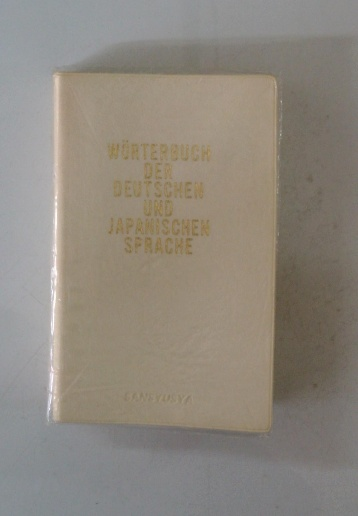 WÖRTERBUCH
DER
DEUTSCHEN
UND
JAPANISCHEN
SPRACHE